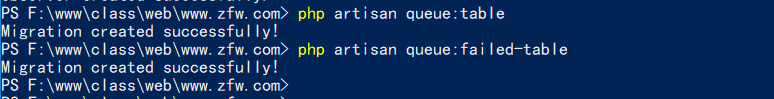 PS F:\www\class\web\www.zfw.com> php artisan queue:table
Migration created successfully!
PS F:\www\class\web\www.zfw.com> php artisan queue:failed-table
Migration created successfully!
PS F:\www\class\web\www.zfw.com>